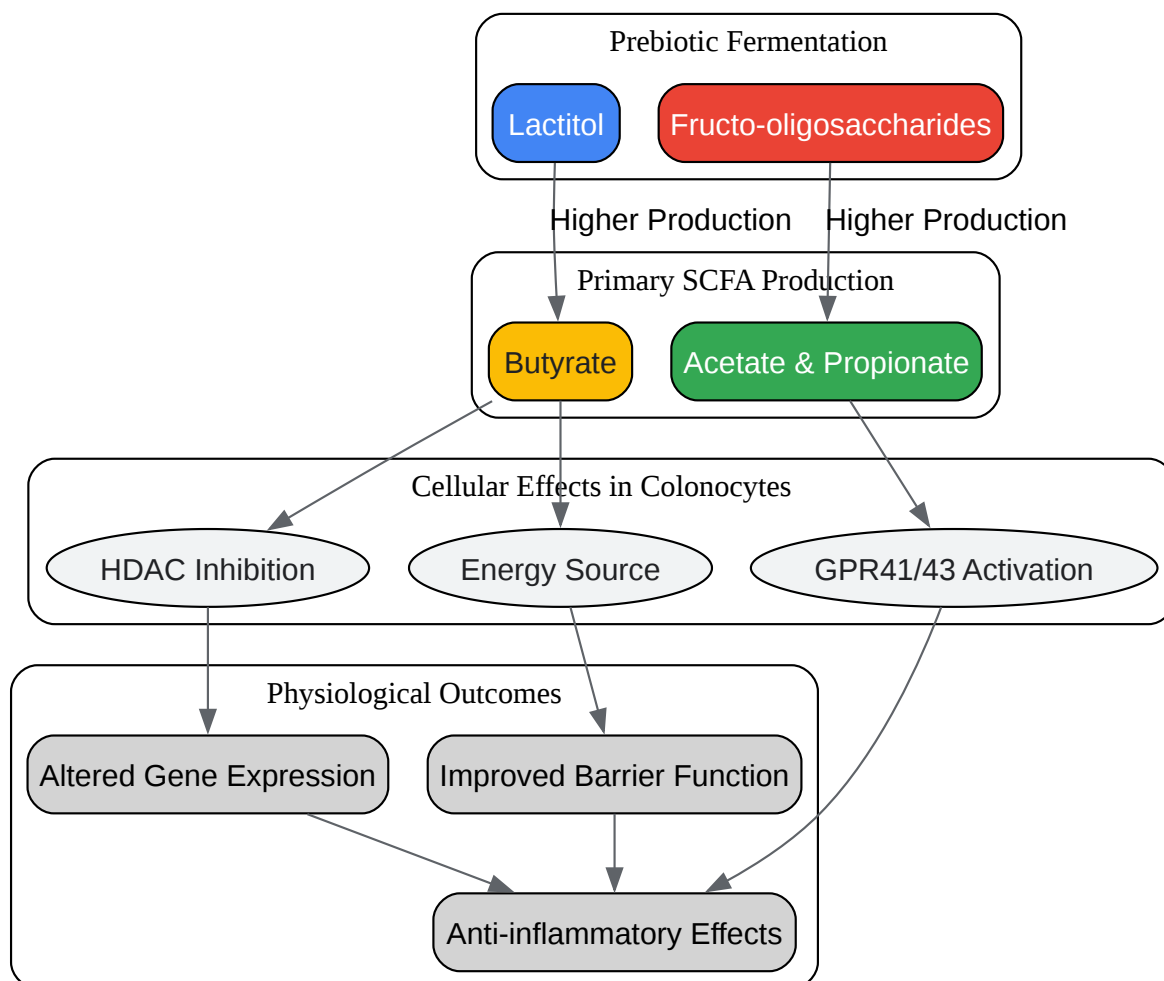 Prebiotic Fermentation
Lactitol
Fructo-oligosaccharides
Higher Production
Higher Production
Primary SCFA Production
Butyrate
Acetate & Propionate
Cellular Effects in Colonocytes
HDAC Inhibition
Energy Source
GPR41/43 Activation
Physiological Outcomes
Altered Gene Expression
Improved Barrier Function
Anti-inflammatory Effects